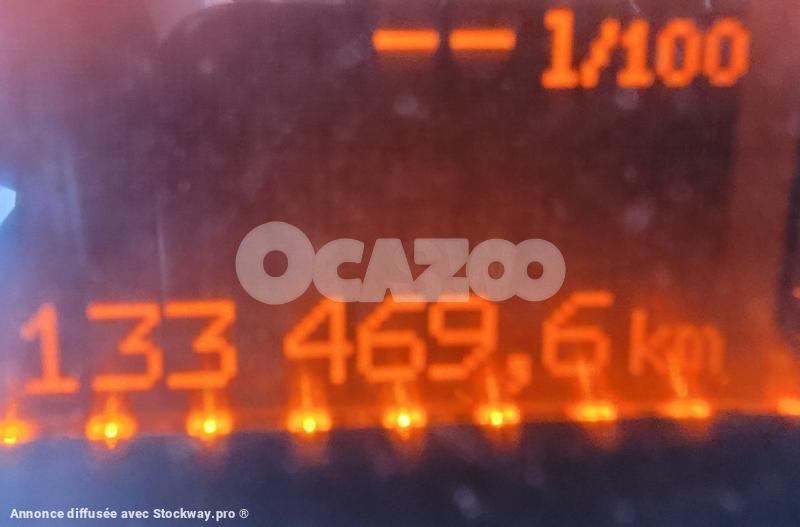 -- l/100
OCAZOO
133 469,6 km
Annonce diffusée avec Stockway.pro ®